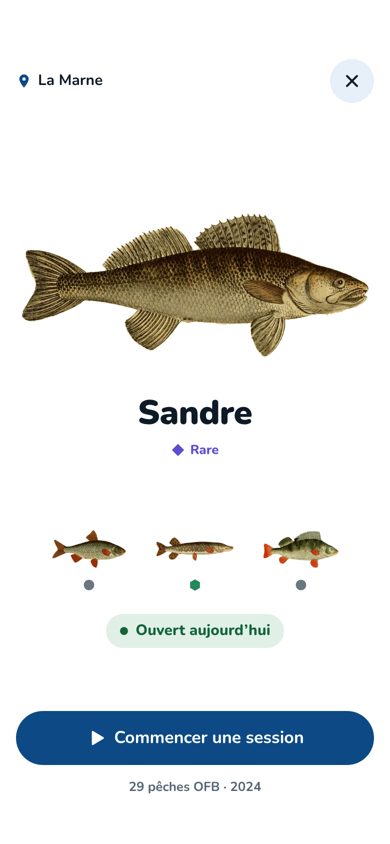 La Marne
Sandre
Rare
Ouvert aujourd’hui
Commencer une session
29 pêches OFB · 2024